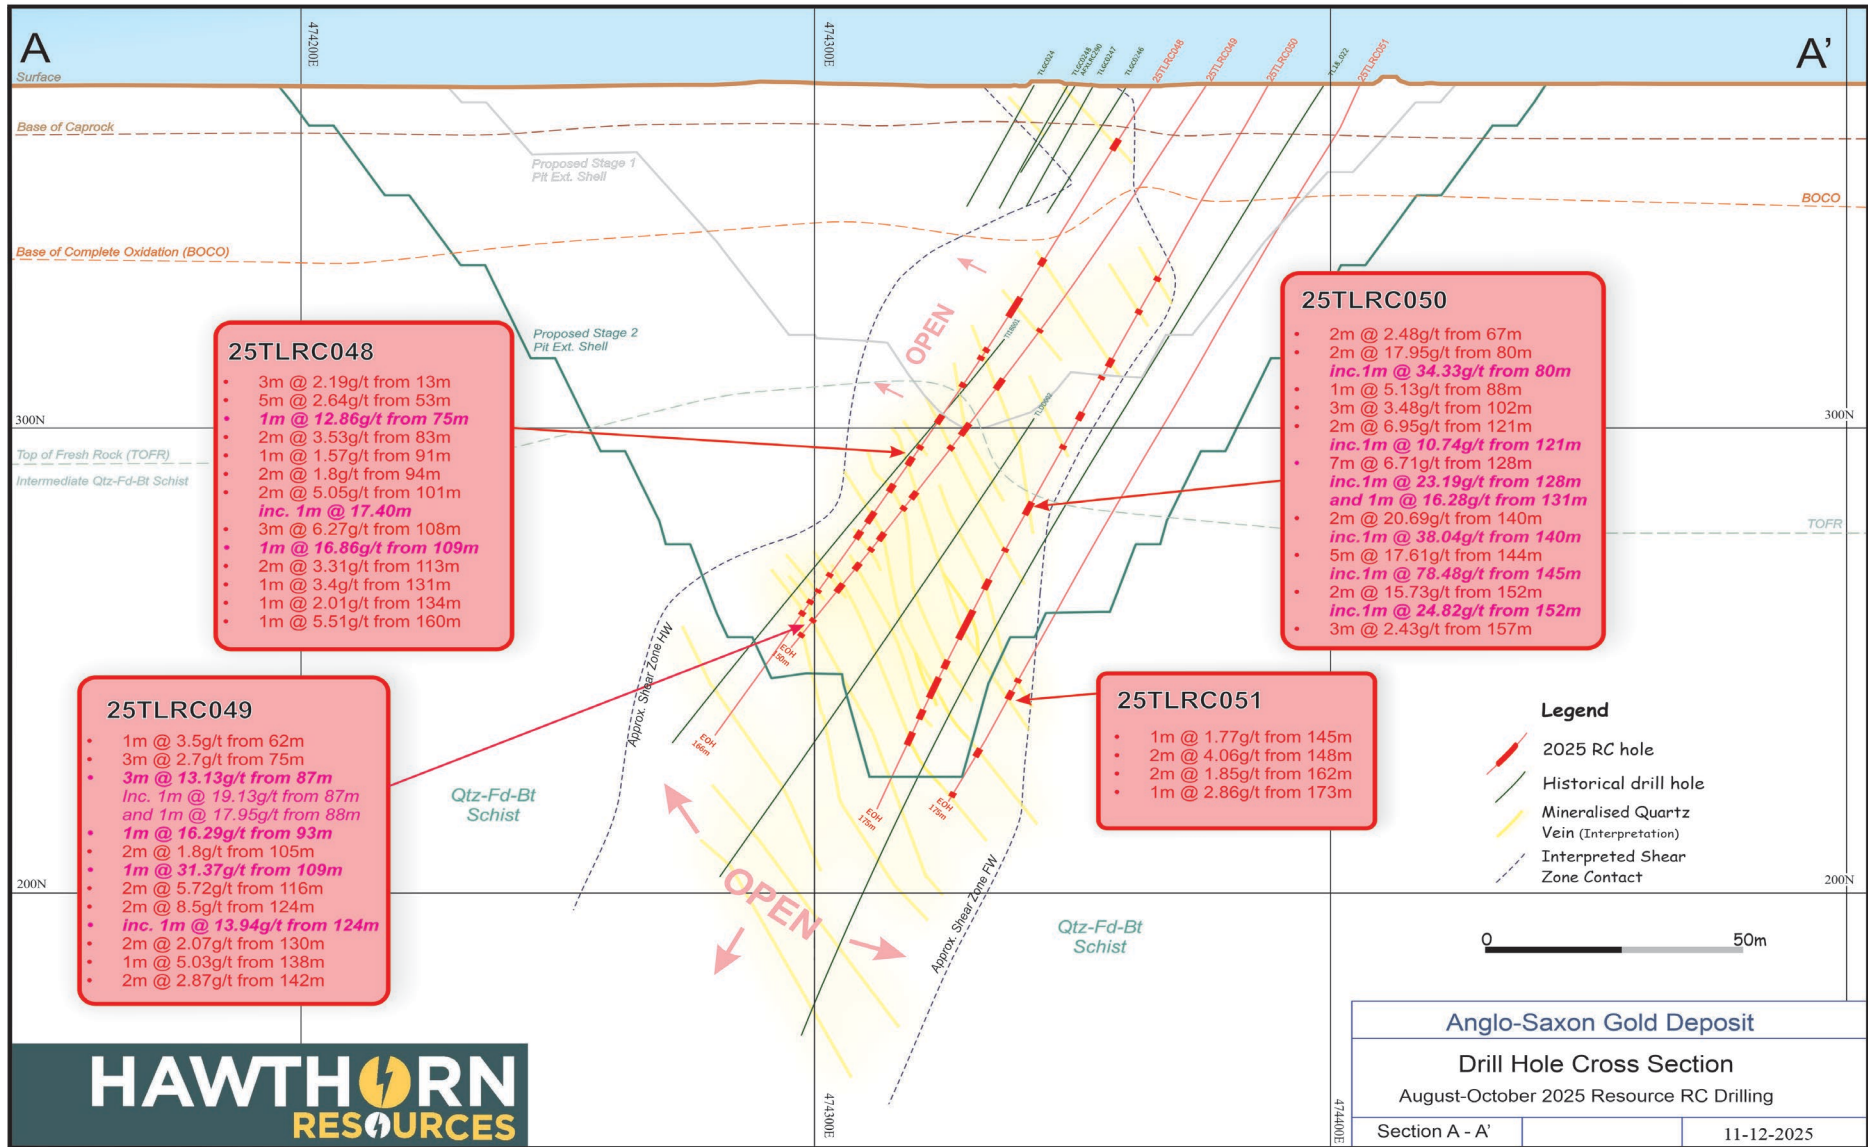 A
A'
474200E
474300E
TLGC0224
TLGC0248
AFXLRC290
TLGC0247
TLGC0246
25TLRC048
25TLRC049
25TLRC050
TL18_022
25TLRC051
Surface
Base of Caprock
Proposed Stage 1
Pit Ext. Shell
BOCO
Base of Complete Oxidation (BOCO)
Proposed Stage 2
Pit Ext. Shell
OPEN
25TLRC048
• 3m @ 2.19g/t from 13m
• 5m @ 2.64g/t from 53m
• 1m @ 12.86g/t from 75m
• 2m @ 3.53g/t from 83m
• 1m @ 1.57g/t from 91m
• 2m @ 1.8g/t from 94m
• 2m @ 5.05g/t from 101m
inc. 1m @ 17.40m
• 3m @ 6.27g/t from 108m
• 1m @ 16.86g/t from 109m
• 2m @ 3.31g/t from 113m
• 1m @ 3.4g/t from 131m
• 1m @ 2.01g/t from 134m
• 1m @ 5.51g/t from 160m
25TLRC050
• 2m @ 2.48g/t from 67m
• 2m @ 17.95g/t from 80m
inc.1m @ 34.33g/t from 80m
• 1m @ 5.13g/t from 88m
• 3m @ 3.48g/t from 102m
• 2m @ 6.95g/t from 121m
inc.1m @ 10.74g/t from 121m
• 7m @ 6.71g/t from 128m
inc.1m @ 23.19g/t from 128m
and 1m @ 16.28g/t from 131m
• 2m @ 20.69g/t from 140m
inc.1m @ 38.04g/t from 140m
• 5m @ 17.61g/t from 144m
inc.1m @ 78.48g/t from 145m
• 2m @ 15.73g/t from 152m
inc.1m @ 24.82g/t from 152m
• 3m @ 2.43g/t from 157m
300N
300N
Top of Fresh Rock (TOFR)
Intermediate Qtz-Fd-Bt Schist
TOFR
EOH
150m
EOH
166m
EOH
175m
EOH
175m
Approx. Shear Zone HW
Approx. Shear Zone FW
25TLRC049
• 1m @ 3.5g/t from 62m
• 3m @ 2.7g/t from 75m
• 3m @ 13.13g/t from 87m
Inc. 1m @ 19.13g/t from 87m
and 1m @ 17.95g/t from 88m
• 1m @ 16.29g/t from 93m
• 2m @ 1.8g/t from 105m
• 1m @ 31.37g/t from 109m
• 2m @ 5.72g/t from 116m
• 2m @ 8.5g/t from 124m
inc. 1m @ 13.94g/t from 124m
• 2m @ 2.07g/t from 130m
• 1m @ 5.03g/t from 138m
• 2m @ 2.87g/t from 142m
25TLRC051
• 1m @ 1.77g/t from 145m
• 2m @ 4.06g/t from 148m
• 2m @ 1.85g/t from 162m
• 1m @ 2.86g/t from 173m
Qtz-Fd-Bt
Schist
OPEN
Qtz-Fd-Bt
Schist
200N
200N
Legend
2025 RC hole
Historical drill hole
Mineralised Quartz
Vein (Interpretation)
Interpreted Shear
Zone Contact
0
50m
474300E
474400E
HAWTHORN
RESOURCES
Anglo-Saxon Gold Deposit
Drill Hole Cross Section
August-October 2025 Resource RC Drilling
Section A - A'
11-12-2025